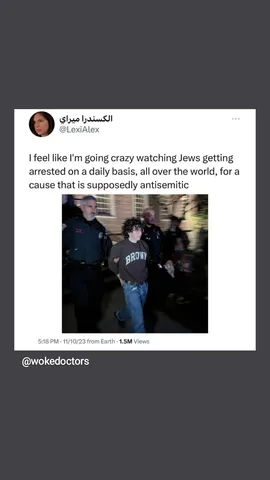 الكسندرا ميراي
@LexiAlex
I feel like I'm going crazy watching Jews getting
arrested on a daily basis, all over the world, for a
cause that is supposedly antisemitic
BROWN
5:18 PM · 11/10/23 from Earth · 1.5M Views
@wokedoctors